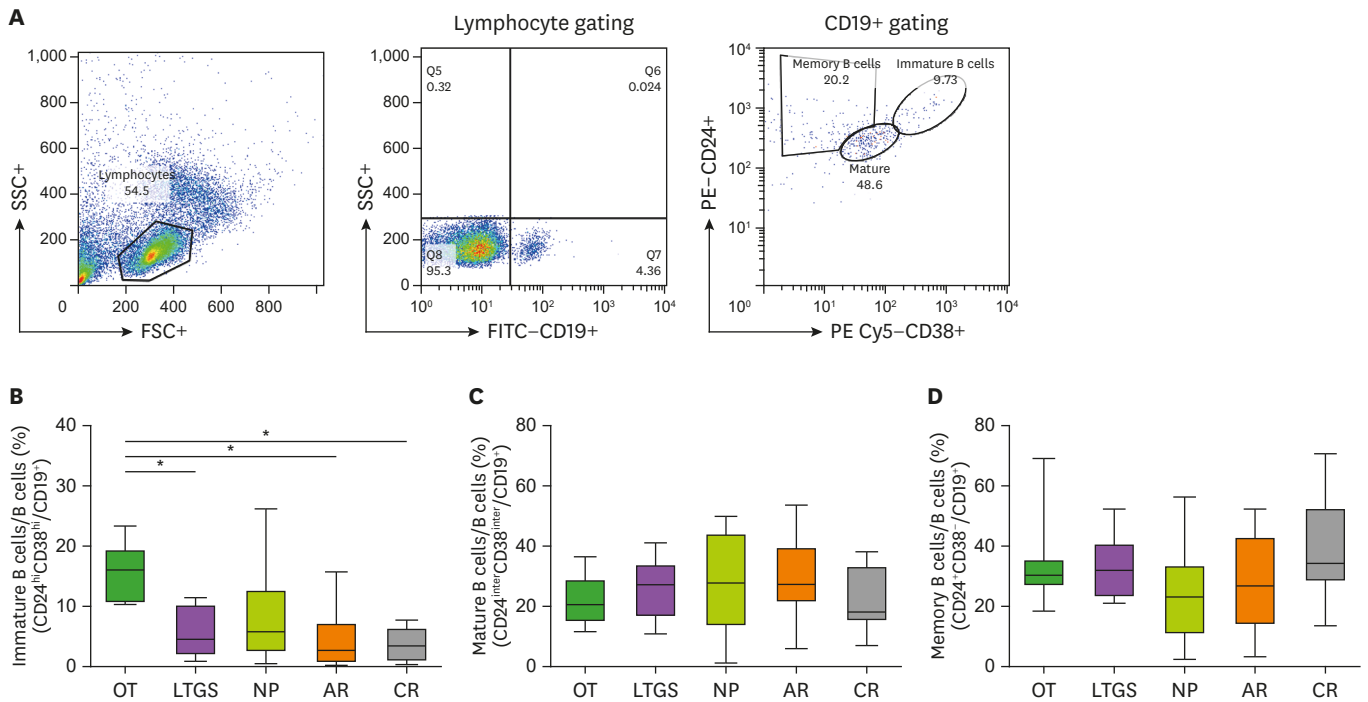 A
Lymphocyte gating
CD19+ gating
1,000
800
600
400
200
0
200
400
600
800
SSC+
FSC+
Lymphocytes
54.5
1,000
800
600
400
200
0
10⁰
10¹
10²
10³
10⁴
SSC+
FITC–CD19+
Q5
0.32
Q6
0.024
Q8
95.3
Q7
4.36
10⁴
10³
10²
10¹
10⁰
10¹
10²
10³
10⁴
PE–CD24+
PE Cy5–CD38+
Memory B cells
20.2
Immature B cells
9.73
Mature
48.6
B
Immature B cells/B cells (%)
(CD24ʰⁱCD38ʰⁱ/CD19⁺)
40
30
20
10
0
*
*
*
OT
LTGS
NP
AR
CR
C
Mature B cells/B cells (%)
(CD24ⁱⁿᵗᵉʳCD38ⁱⁿᵗᵉʳ/CD19⁺)
80
60
40
20
0
OT
LTGS
NP
AR
CR
D
Memory B cells/B cells (%)
(CD24⁺CD38⁻/CD19⁺)
80
60
40
20
0
OT
LTGS
NP
AR
CR